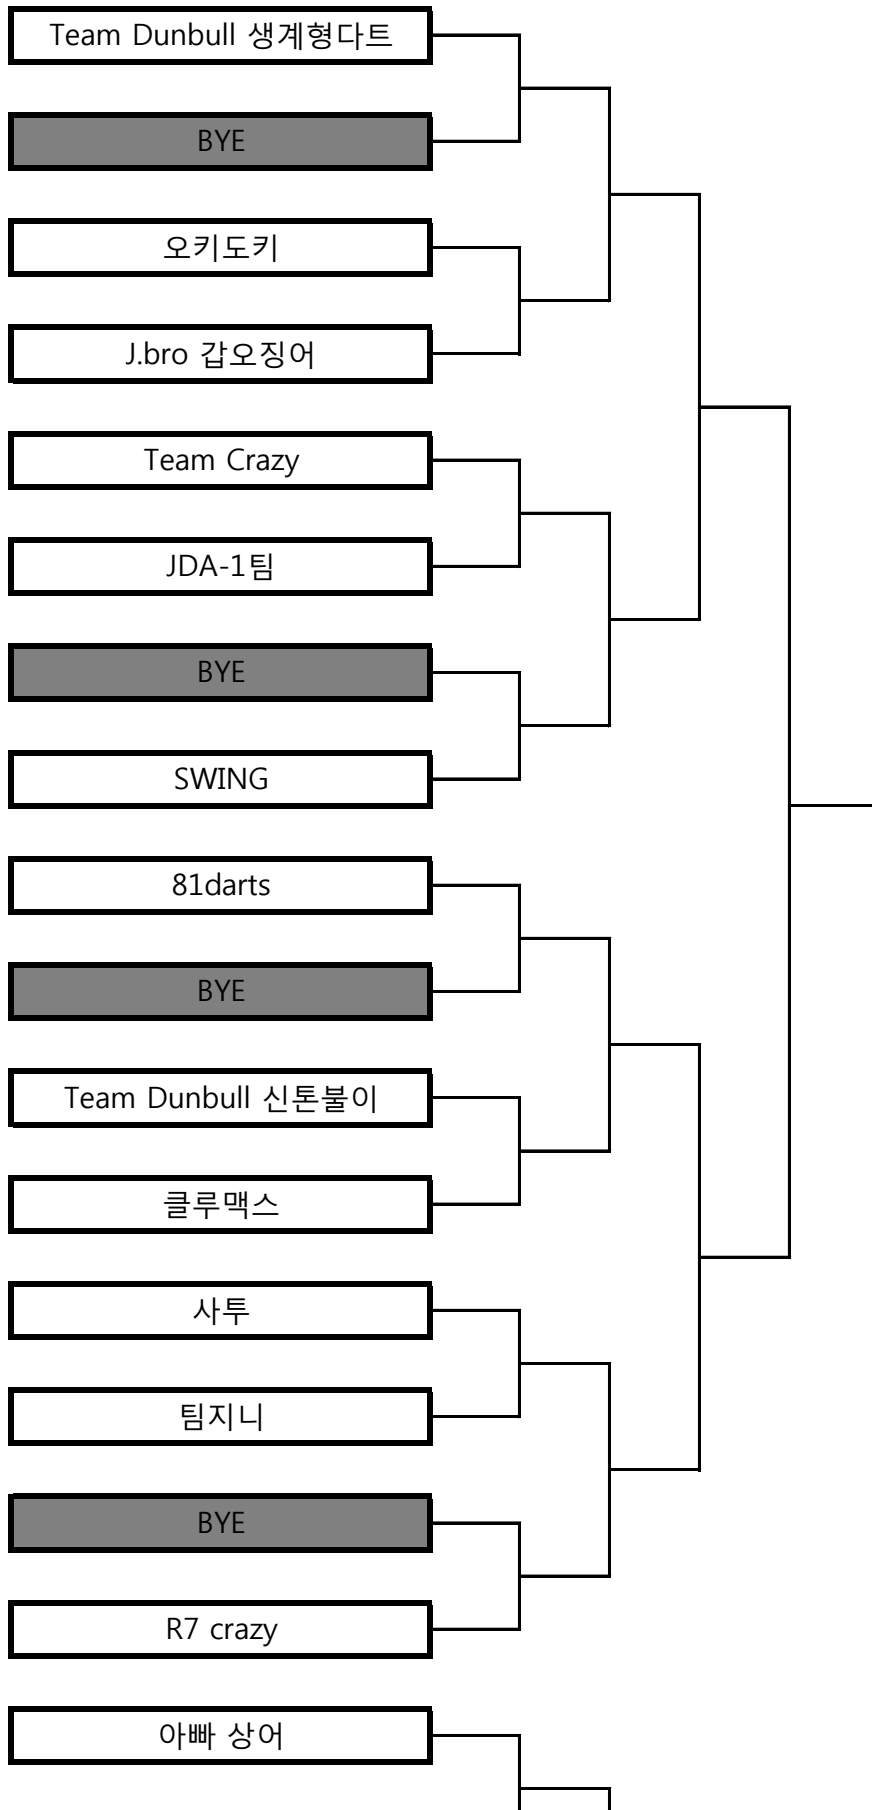 Team Dunbull 생계형다트
BYE
오키도키
J.bro 갑오징어
Team Crazy
JDA-1팀
BYE
SWING
81darts
BYE
Team Dunbull 신톤불이
클루맥스
사투
팀지니
BYE
R7 crazy
아빠 상어